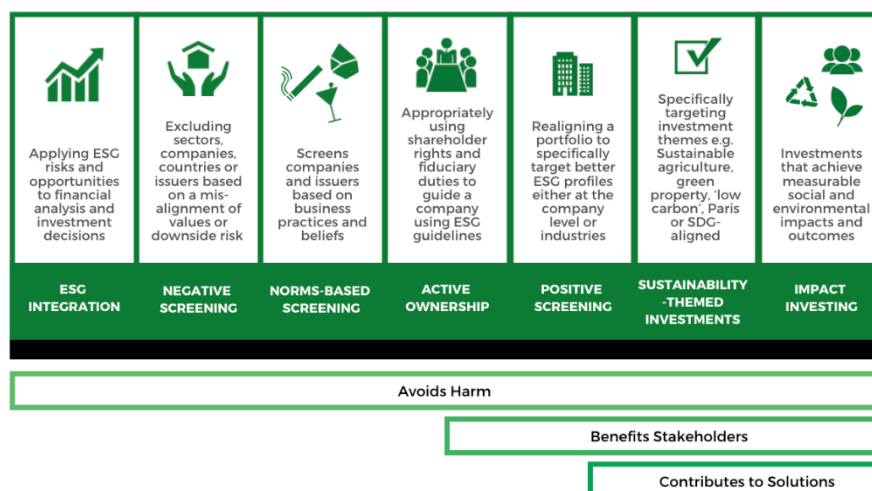 Applying ESG
risks and
opportunities
to financial
analysis and
investment
decisions
Excluding
sectors,
companies,
countries or
issuers based
on a mis-
alignment of
values or
downside risk
Screens
companies
and issuers
based on
business
practices and
beliefs
Appropriately
using
shareholder
rights and
fiduciary
duties to
guide a
company
using ESG
guidelines
Realigning a
portfolio to
specifically
target better
ESG profiles
either at the
company
level or
industries
Specifically
targeting
investment
themes e.g.
Sustainable
agriculture,
green
property, 'low
carbon', Paris
or SDG-
aligned
Investments
that achieve
measurable
social and
environmental
impacts and
outcomes
ESG
INTEGRATION
NEGATIVE
SCREENING
NORMS-BASED
SCREENING
ACTIVE
OWNERSHIP
POSITIVE
SCREENING
SUSTAINABILITY
-THEMED
INVESTMENTS
IMPACT
INVESTING
Avoids Harm
Benefits Stakeholders
Contributes to Solutions